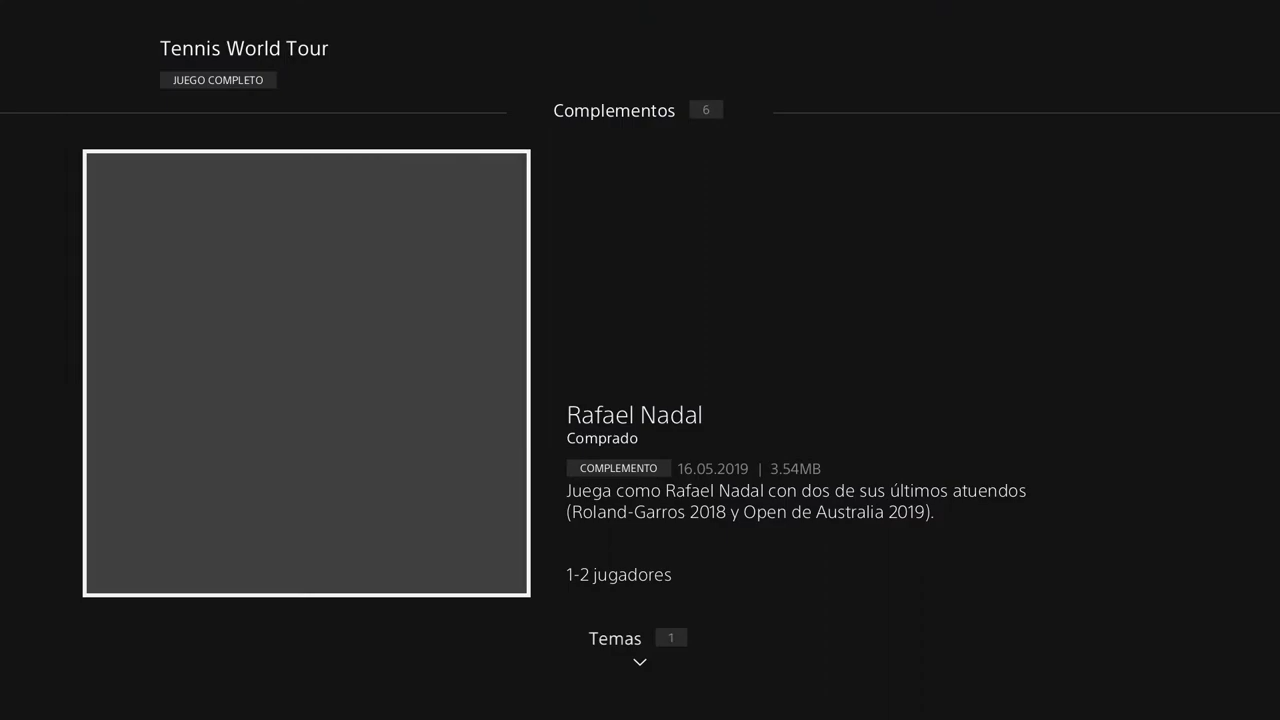 Tennis World Tour
JUEGO COMPLETO
Complementos 6
Rafael Nadal
Comprado
COMPLEMENTO 16.05.2019 | 3.54MB
Juega como Rafael Nadal con dos de sus últimos atuendos
(Roland-Garros 2018 y Open de Australia 2019).
1-2 jugadores
Temas 1